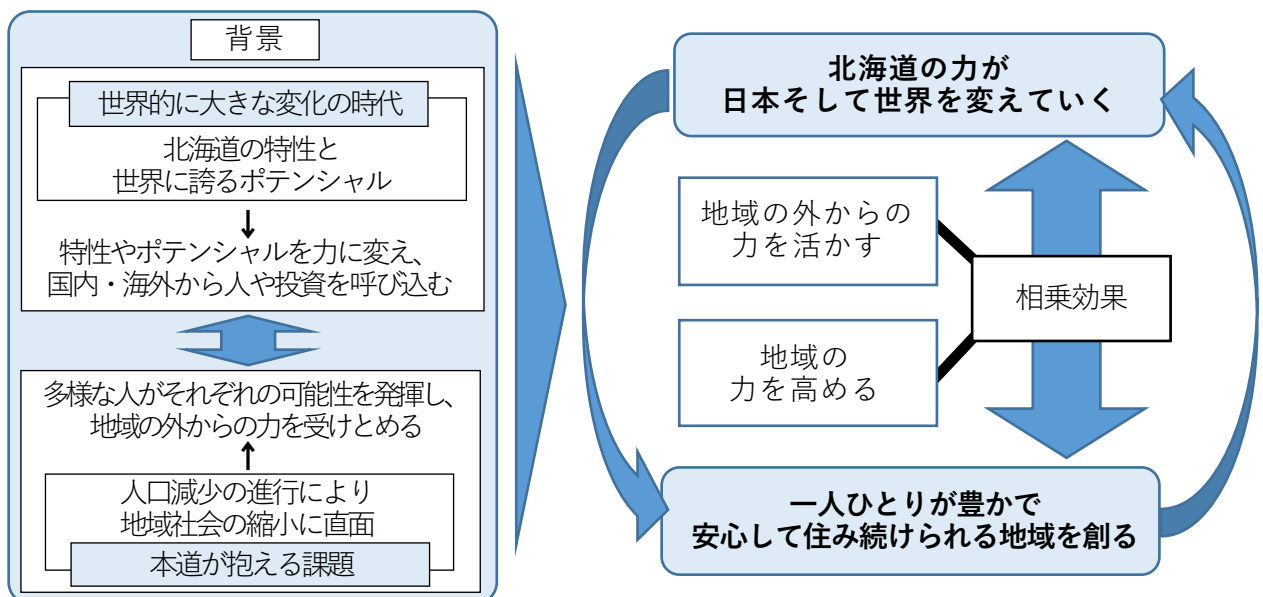 背景
世界的に大きな変化の時代
北海道の特性と
世界に誇るポテンシャル
特性やポテンシャルを力に変え、
国内・海外から人や投資を呼び込む
多様な人がそれぞれの可能性を発揮し、
地域の外からの力を受けとめる
人口減少の進行により
地域社会の縮小に直面
本道が抱える課題
北海道の力が
日本そして世界を変えていく
地域の外からの
力を活かす
相乗効果
地域の
力を高める
一人ひとりが豊かで
安心して住み続けられる地域を創る